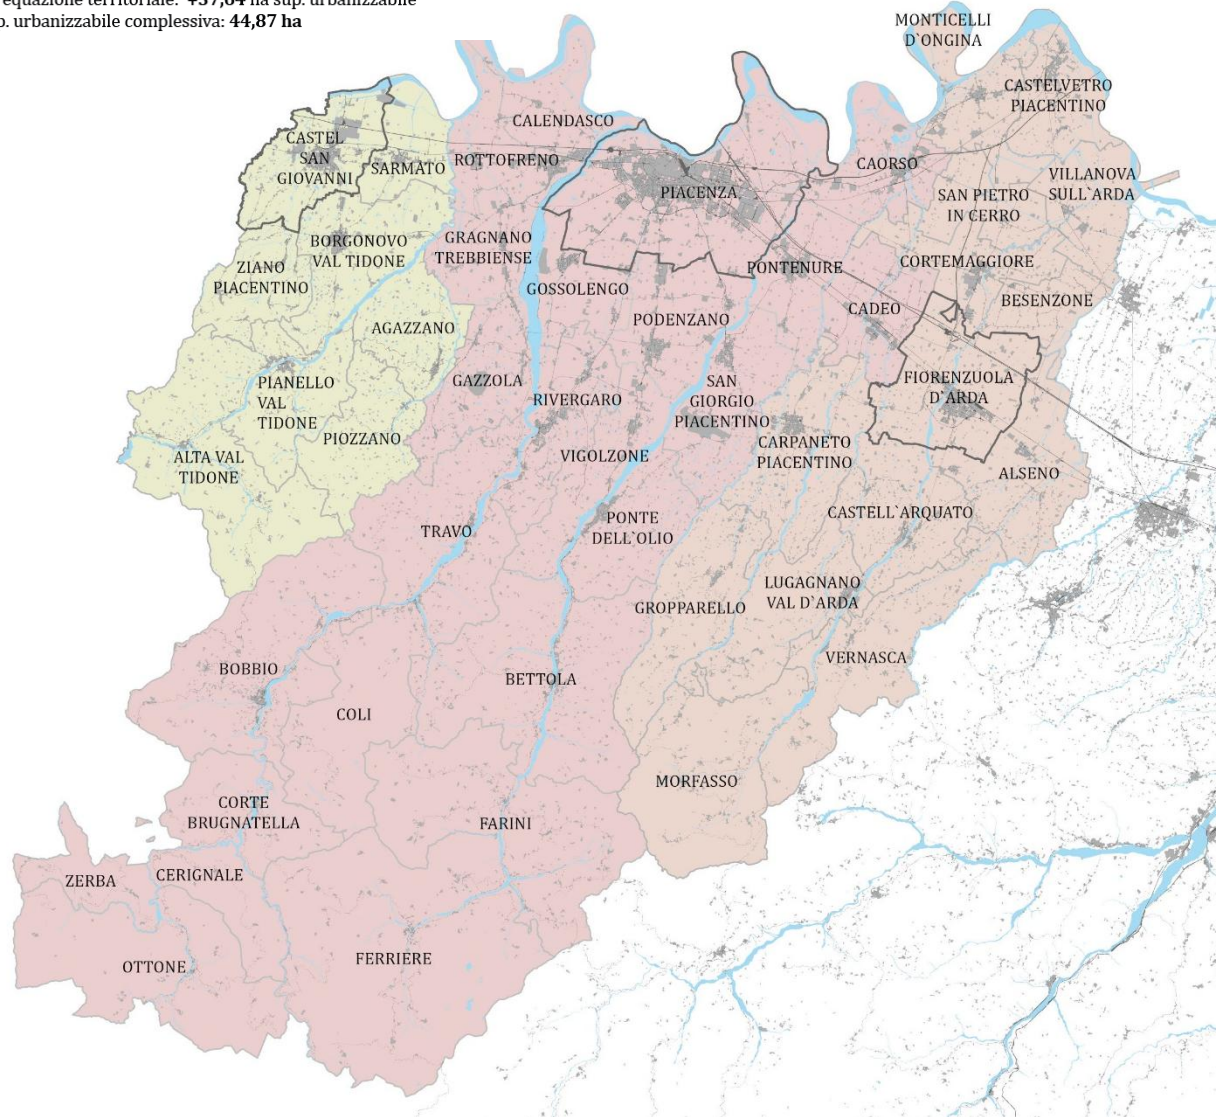 equazione territoriale: +37,64 ha sup. urbanizzabile
urbanizzabile complessiva: 44,87 ha
MONTICELLI
D`ONGINA
CASTELVETRO
PIACENTINO
CALENDASCO
CASTEL
SAN
GIOVANNI
SARMATO
ROTTOFRENO
CAORSO
PIACENZA
VILLANOVA
SULL`ARDA
SAN PIETRO
IN CERRO
BORGONOVO
VAL TIDONE
GRAGNANO
TREBBIENSE
ZIANO
PIACENTINO
PONTENURE
CORTEMAGGIORE
GOSSOLENGO
BESENZONE
CADEO
PODENZANO
AGAZZANO
GAZZOLA
PIANELLO
VAL
TIDONE
SAN
GIORGIO
PIACENTINO
FIORENZUOLA
D`ARDA
RIVERGARO
PIOZZANO
CARPANETO
PIACENTINO
VIGOLZONE
ALTA VAL
TIDONE
ALSENO
CASTELL`ARQUATO
PONTE
DELL`OLIO
TRAVO
LUGAGNANO
VAL D`ARDA
GROPPARELLO
VERNASCA
BOBBIO
BETTOLA
COLI
MORFASSO
CORTE
BRUGNATELLA
FARINI
ZERBA
CERIGNALE
FERRIERE
OTTONE